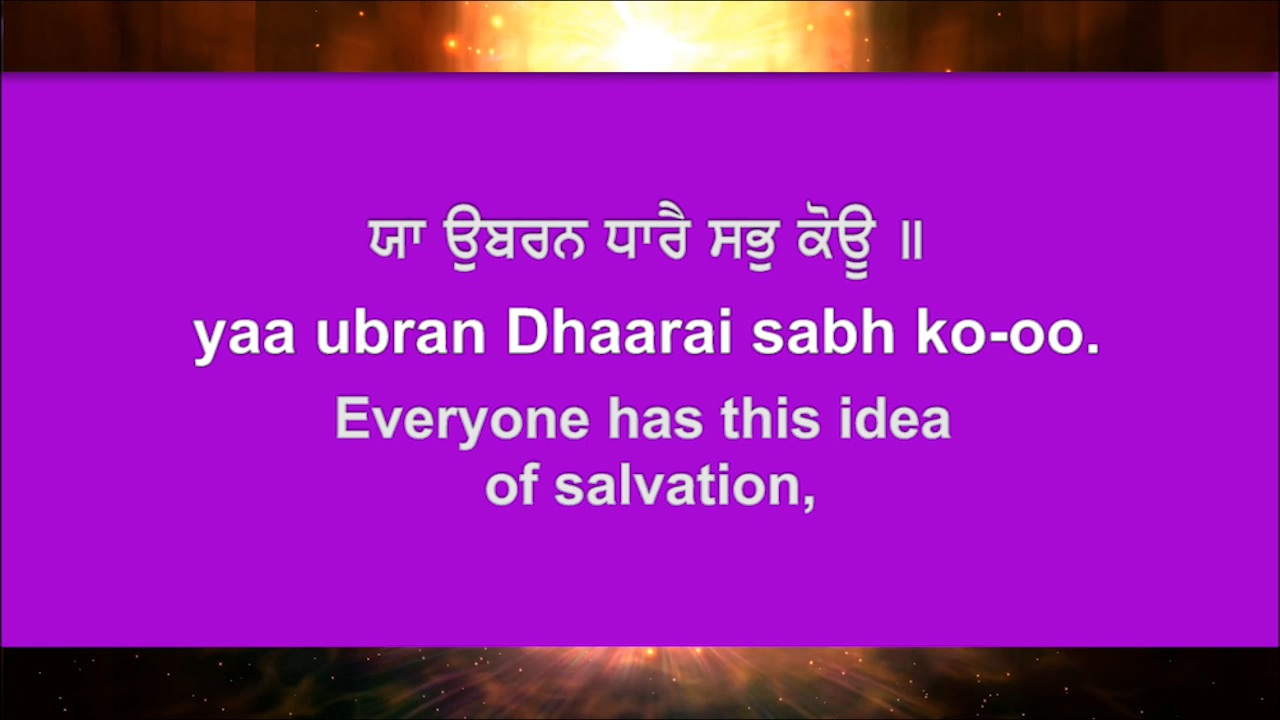 ਯਾ ਉਬਰਨ ਧਾਰੈ ਸਭੁ ਕੋਊ ॥
yaa ubran Dhaarai sabh ko-oo.
Everyone has this idea
of salvation,